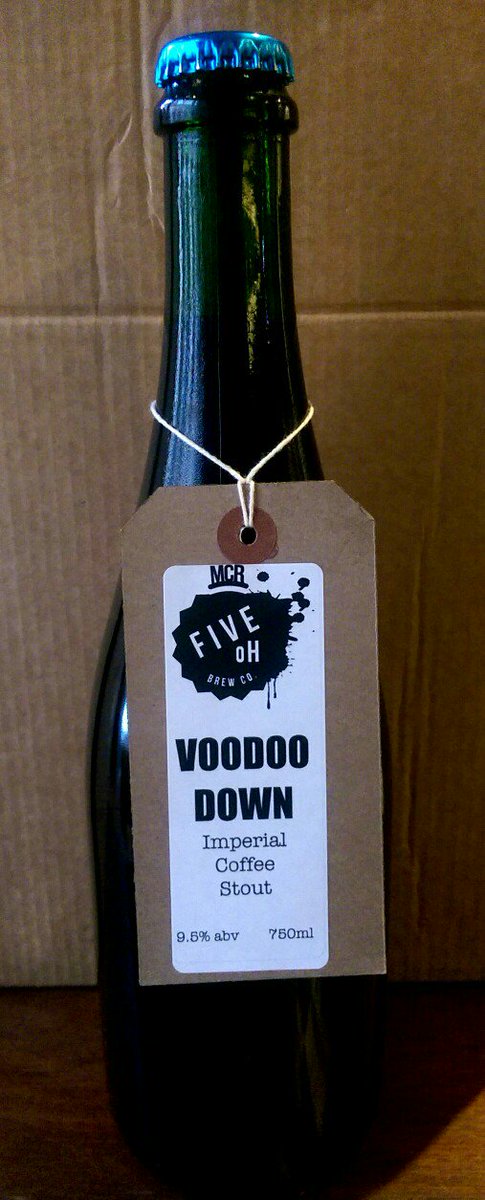 MCR
FIVE
oH
BREW CO.
VOODOO
DOWN
Imperial
Coffee
Stout
9.5% abv 750ml